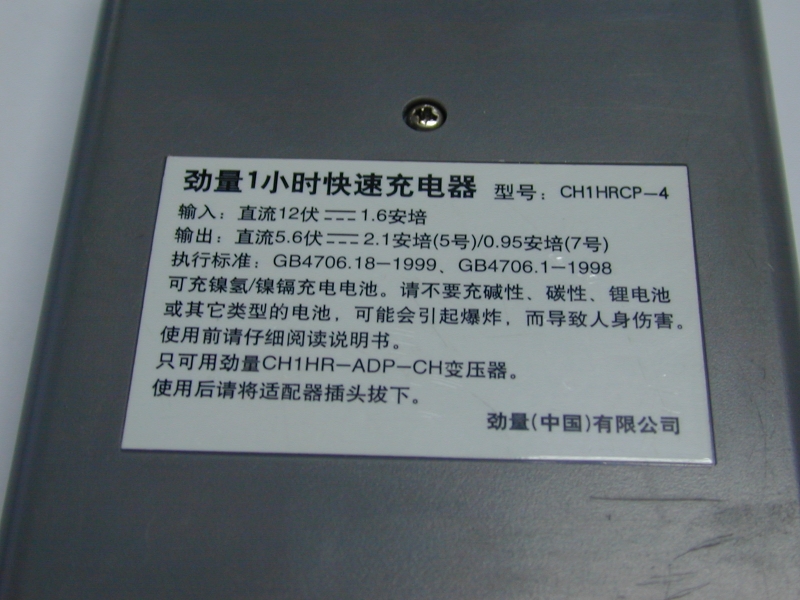 劲量1小时快速充电器 型号：CH1HRCP-4
输入：直流12伏⎓1.6安培
输出：直流5.6伏⎓2.1安培(5号)/0.95安培(7号)
执行标准：GB4706.18-1999、GB4706.1-1998
可充镍氢/镍镉充电电池。请不要充碱性、碳性、锂电池
或其它类型的电池，可能会引起爆炸，而导致人身伤害。
使用前请仔细阅读说明书。
只可用劲量CH1HR-ADP-CH变压器。
使用后请将适配器插头拔下。
劲量(中国)有限公司